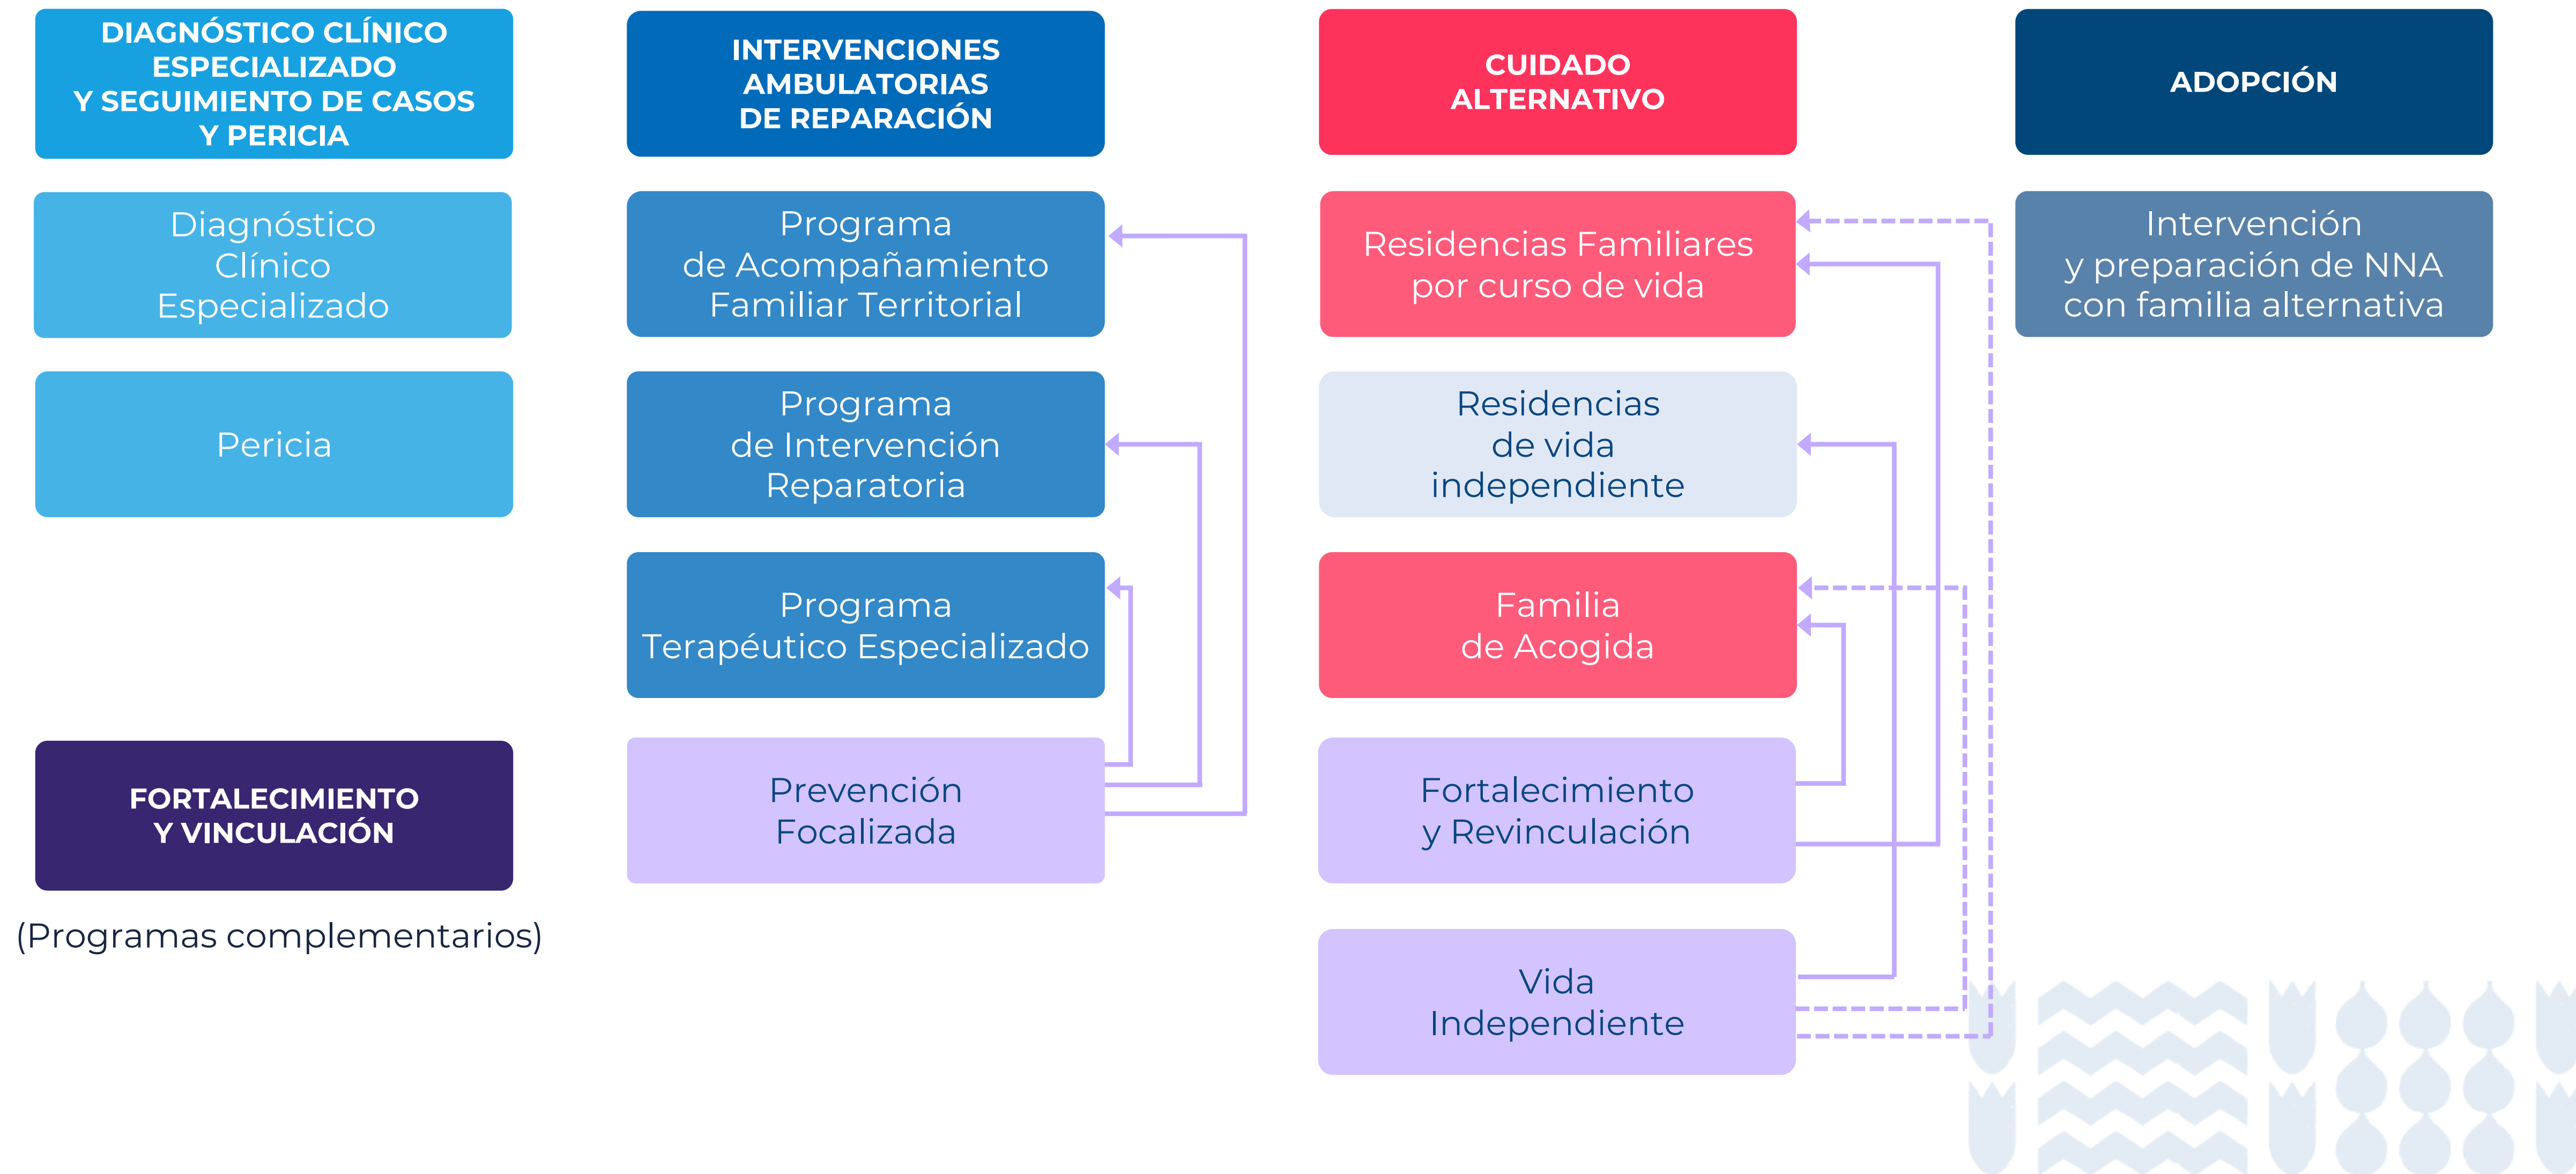 DIAGNÓSTICO CLÍNICO
ESPECIALIZADO
Y SEGUIMIENTO DE CASOS
Y PERICIA
Diagnóstico
Clínico
Especializado
Pericia
FORTALECIMIENTO
Y VINCULACIÓN
(Programas complementarios)
INTERVENCIONES
AMBULATORIAS
DE REPARACIÓN
Programa
de Acompañamiento
Familiar Territorial
Programa
de Intervención
Reparatoria
Programa
Terapéutico Especializado
Prevención
Focalizada
CUIDADO
ALTERNATIVO
Residencias Familiares
por curso de vida
Residencias
de vida
independiente
Familia
de Acogida
Fortalecimiento
y Revinculación
Vida
Independiente
ADOPCIÓN
Intervención
y preparación de NNA
con familia alternativa